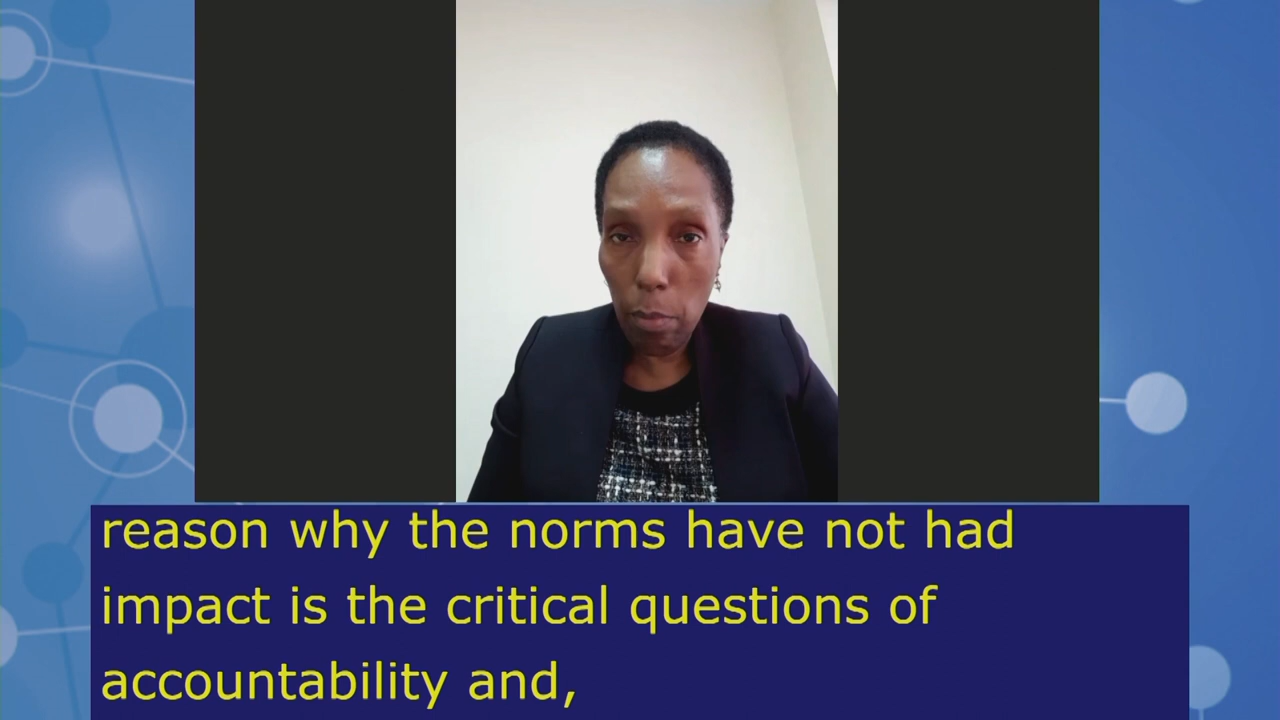 reason why the norms have not had
impact is the critical questions of
accountability and,